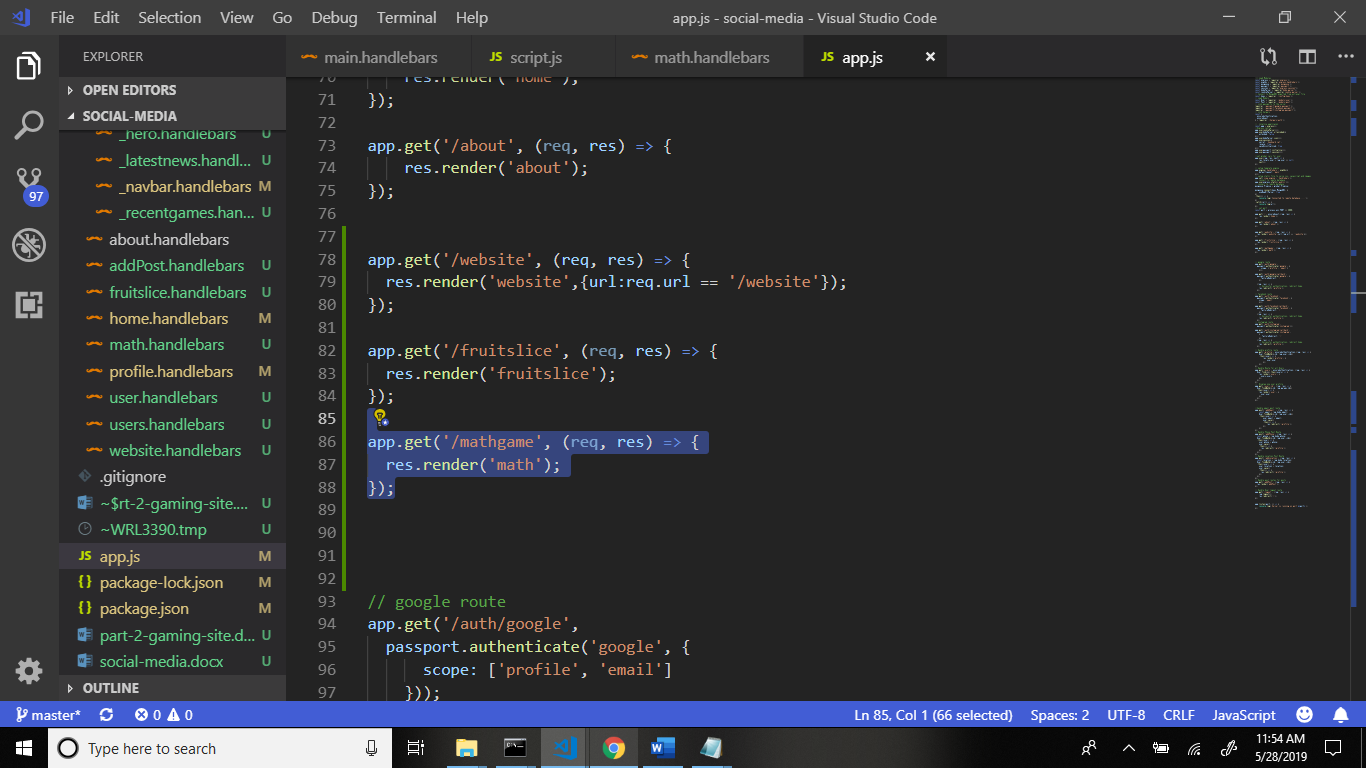 File Edit Selection View Go Debug Terminal Help app.js - social-media - Visual Studio Code
EXPLORER
OPEN EDITORS
SOCIAL-MEDIA
_hero.handlebars U
_latestnews.handl... U
_navbar.handlebars M
_recentgames.han... U
about.handlebars
addPost.handlebars U
fruitslice.handlebars U
home.handlebars M
math.handlebars U
profile.handlebars M
user.handlebars U
users.handlebars U
website.handlebars U
.gitignore
~$rt-2-gaming-site.... U
~WRL3390.tmp U
JS app.js M
{} package-lock.json M
{} package.json M
part-2-gaming-site.d... U
social-media.docx U
OUTLINE
97
main.handlebars JS script.js math.handlebars JS app.js
70 res.render('home');
71 });
72
73 app.get('/about', (req, res) => {
74 res.render('about');
75 });
76
77
78 app.get('/website', (req, res) => {
79 res.render('website',{url:req.url == '/website'});
80 });
81
82 app.get('/fruitslice', (req, res) => {
83 res.render('fruitslice');
84 });
85
86 app.get('/mathgame', (req, res) => {
87 res.render('math');
88 });
89
90
91
92
93 // google route
94 app.get('/auth/google',
95 passport.authenticate('google', {
96 scope: ['profile', 'email']
97 }));
master* 0 0 Ln 85, Col 1 (66 selected) Spaces: 2 UTF-8 CRLF JavaScript
Type here to search
11:54 AM
5/28/2019